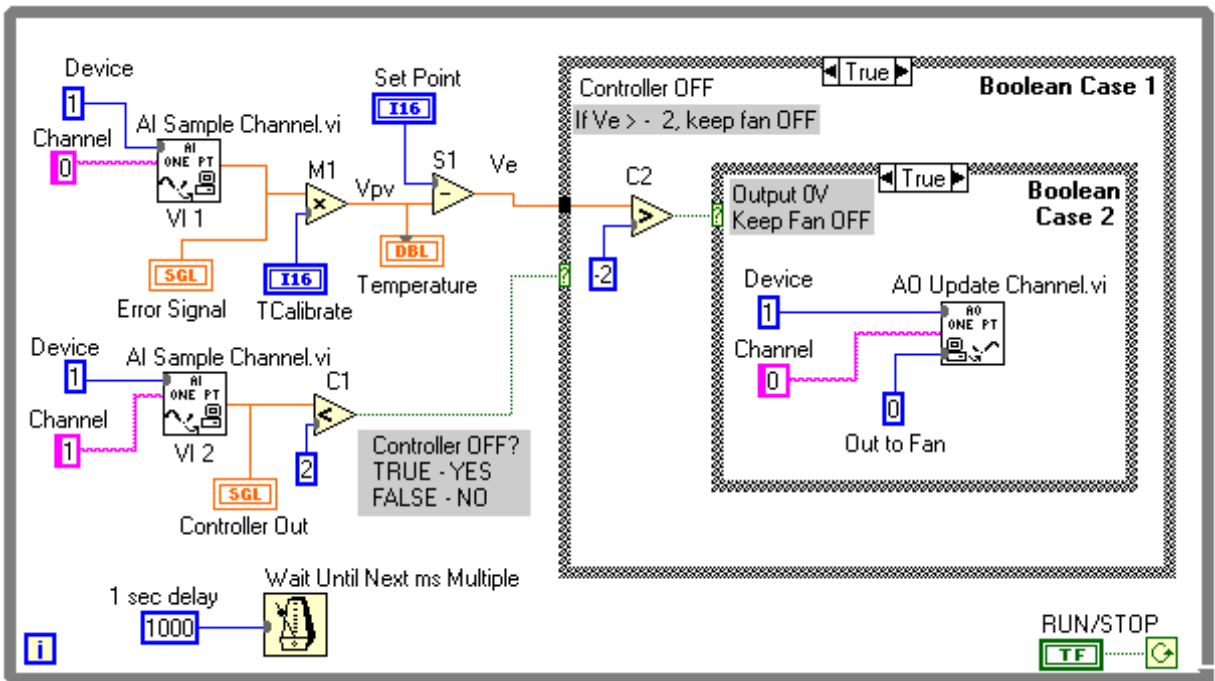 Device
1
Channel
0
AI Sample Channel.vi
AI
ONE PT
VI 1
SGL
Error Signal
M1
x
I16
TCalibrate
Vpv
DBL
Temperature
Set Point
I16
S1
-
Ve
Device
1
Channel
1
AI Sample Channel.vi
AI
ONE PT
VI 2
SGL
Controller Out
C1
<
2
Controller OFF?
TRUE - YES
FALSE - NO
1 sec delay
1000
Wait Until Next ms Multiple
i
True
Boolean Case 1
Controller OFF
If Ve > - 2, keep fan OFF
?
C2
>
-2
True
Boolean
Case 2
?
Output 0V
Keep Fan OFF
Device
1
Channel
0
AO Update Channel.vi
AO
ONE PT
0
Out to Fan
RUN/STOP
TF